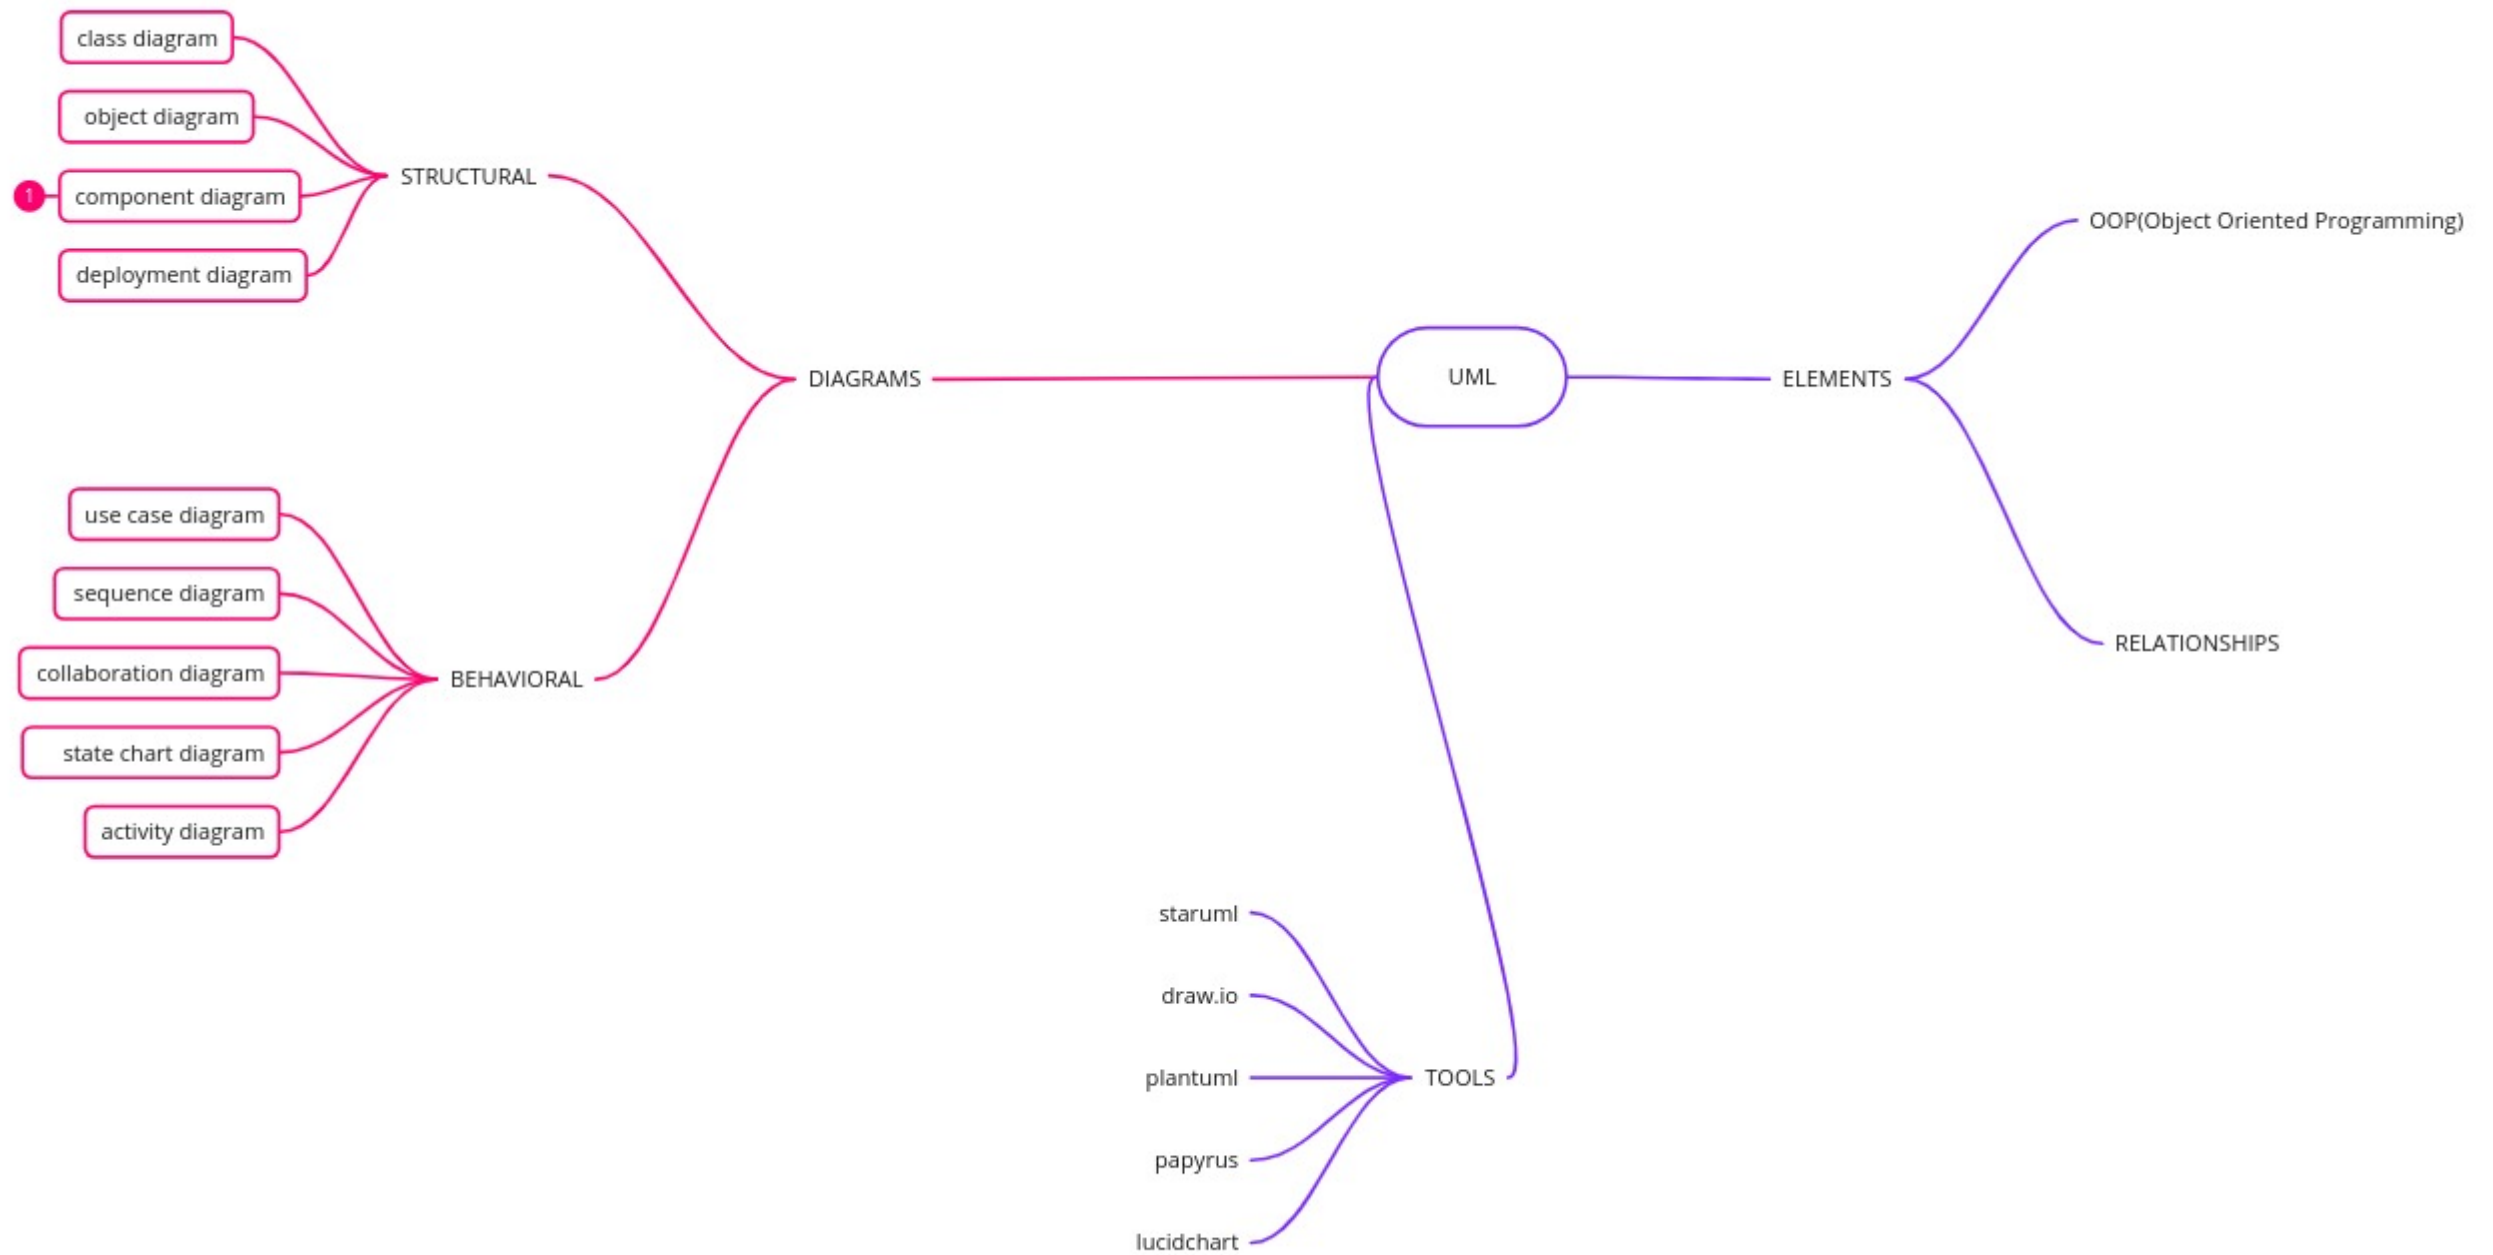 class diagram
object diagram
1
component diagram
deployment diagram
STRUCTURAL
DIAGRAMS
use case diagram
sequence diagram
collaboration diagram
state chart diagram
activity diagram
BEHAVIORAL
UML
ELEMENTS
OOP(Object Oriented Programming)
RELATIONSHIPS
staruml
draw.io
plantuml
papyrus
lucidchart
TOOLS